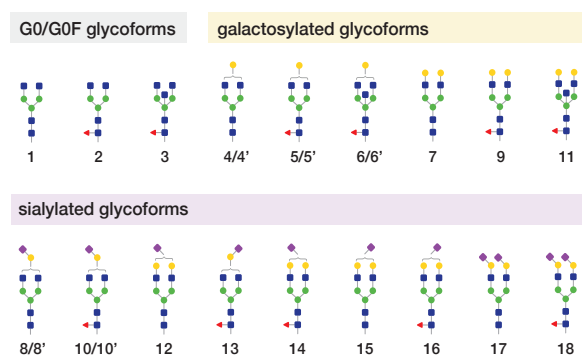 G0/G0F glycoforms
galactosylated glycoforms
1 2 3 4/4' 5/5' 6/6' 7 9 11
sialylated glycoforms
8/8' 10/10' 12 13 14 15 16 17 18